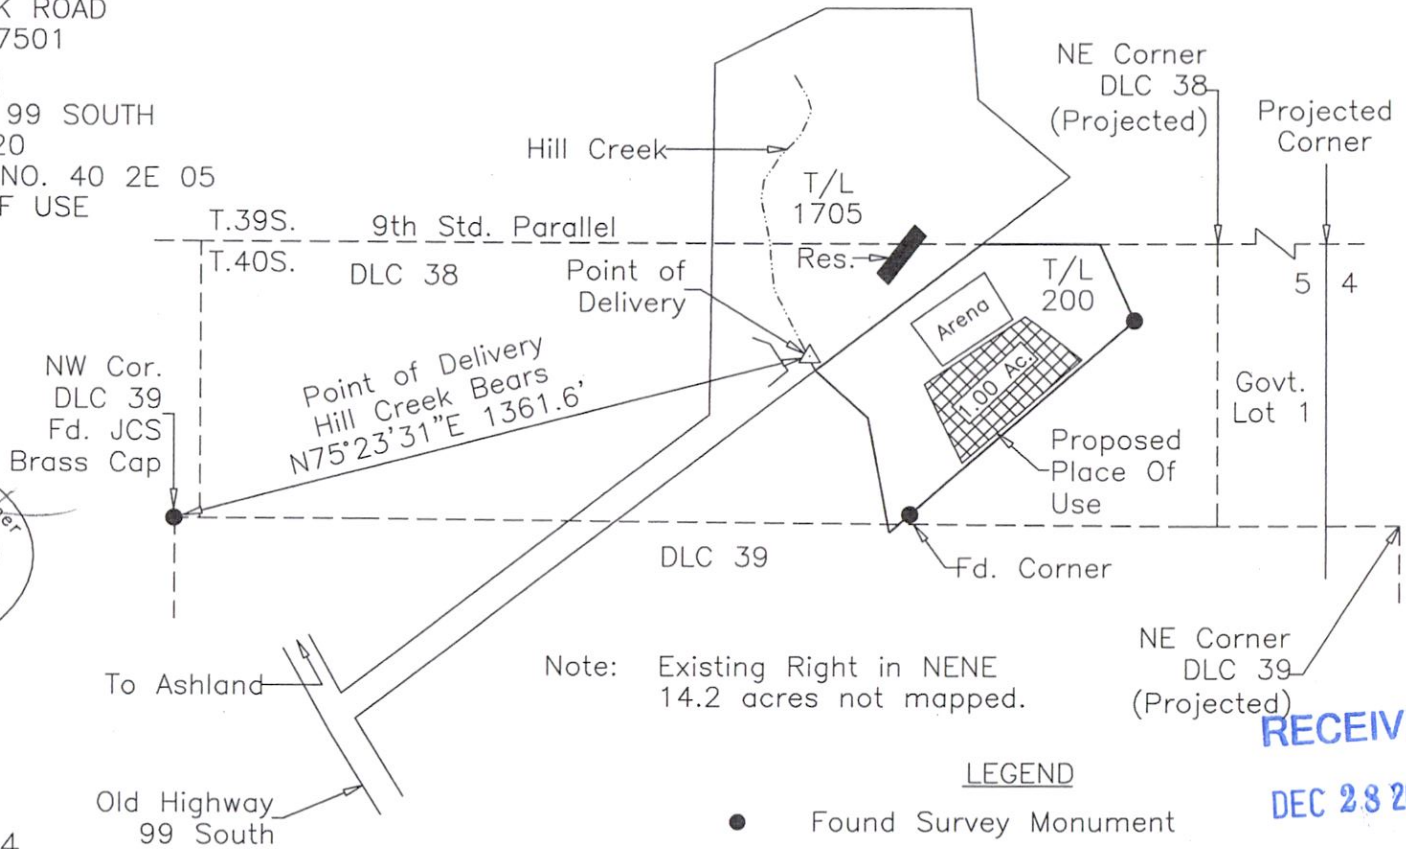 K ROAD
7501
99 SOUTH
20
NO. 40 2E 05
F USE
NE Corner
DLC 38
(Projected)
Projected
Corner
Hill Creek
T/L
1705
T.39S.
9th Std. Parallel
T.40S.
DLC 38
Point of
Delivery
Res.
T/L
200
5 4
Arena
1.00 Ac.
Point of Delivery
Hill Creek Bears
N75°23'31"E 1361.6'
NW Cor.
DLC 39
Fd. JCS
Brass Cap
Govt.
Lot 1
Proposed
Place Of
Use
DLC 39
Fd. Corner
To Ashland
Note: Existing Right in NENE
14.2 acres not mapped.
NE Corner
DLC 39
(Projected)
RECEIV
DEC 28 2
LEGEND
Old Highway
99 South
Found Survey Monument
4